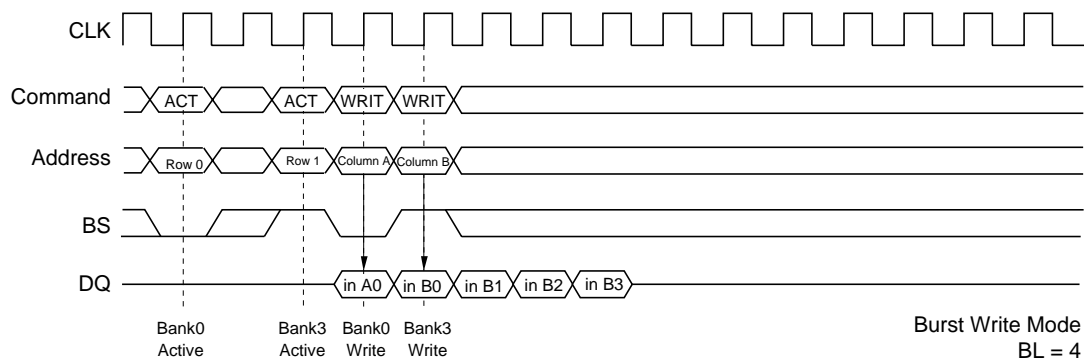 CLK
Command ACT ACT WRIT WRIT
Address Row 0 Row 1 Column A Column B
BS
DQ in A0 in B0 in B1 in B2 in B3
Bank0 Bank3 Bank0 Bank3
Active Active Write Write
Burst Write Mode
BL = 4